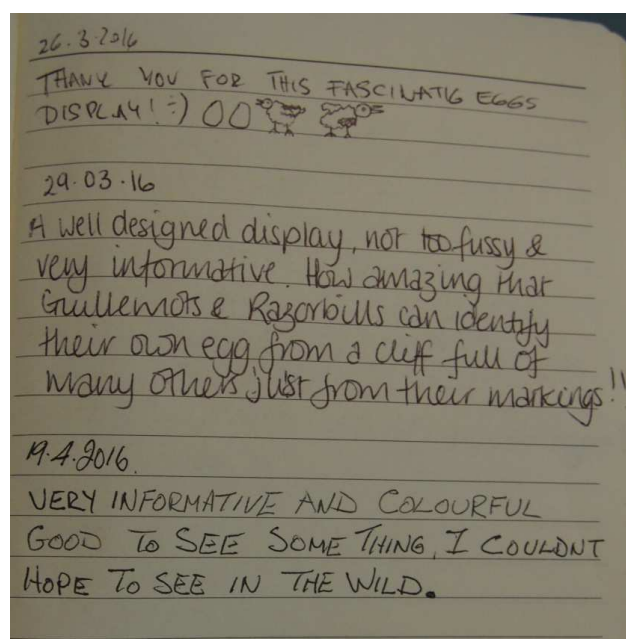 26.3.2016
THANK YOU FOR THIS FASCINATIG EGGS
DISPLAY! :)
29.03.16
A well designed display, not too fussy &
very informative. How amazing that
Guillemots & Razorbills can identify
their own egg from a cliff full of
many others just from their markings!!
19.4.2016.
VERY INFORMATIVE AND COLOURFUL
GOOD TO SEE SOME THING, I COULDNT
HOPE TO SEE IN THE WILD.